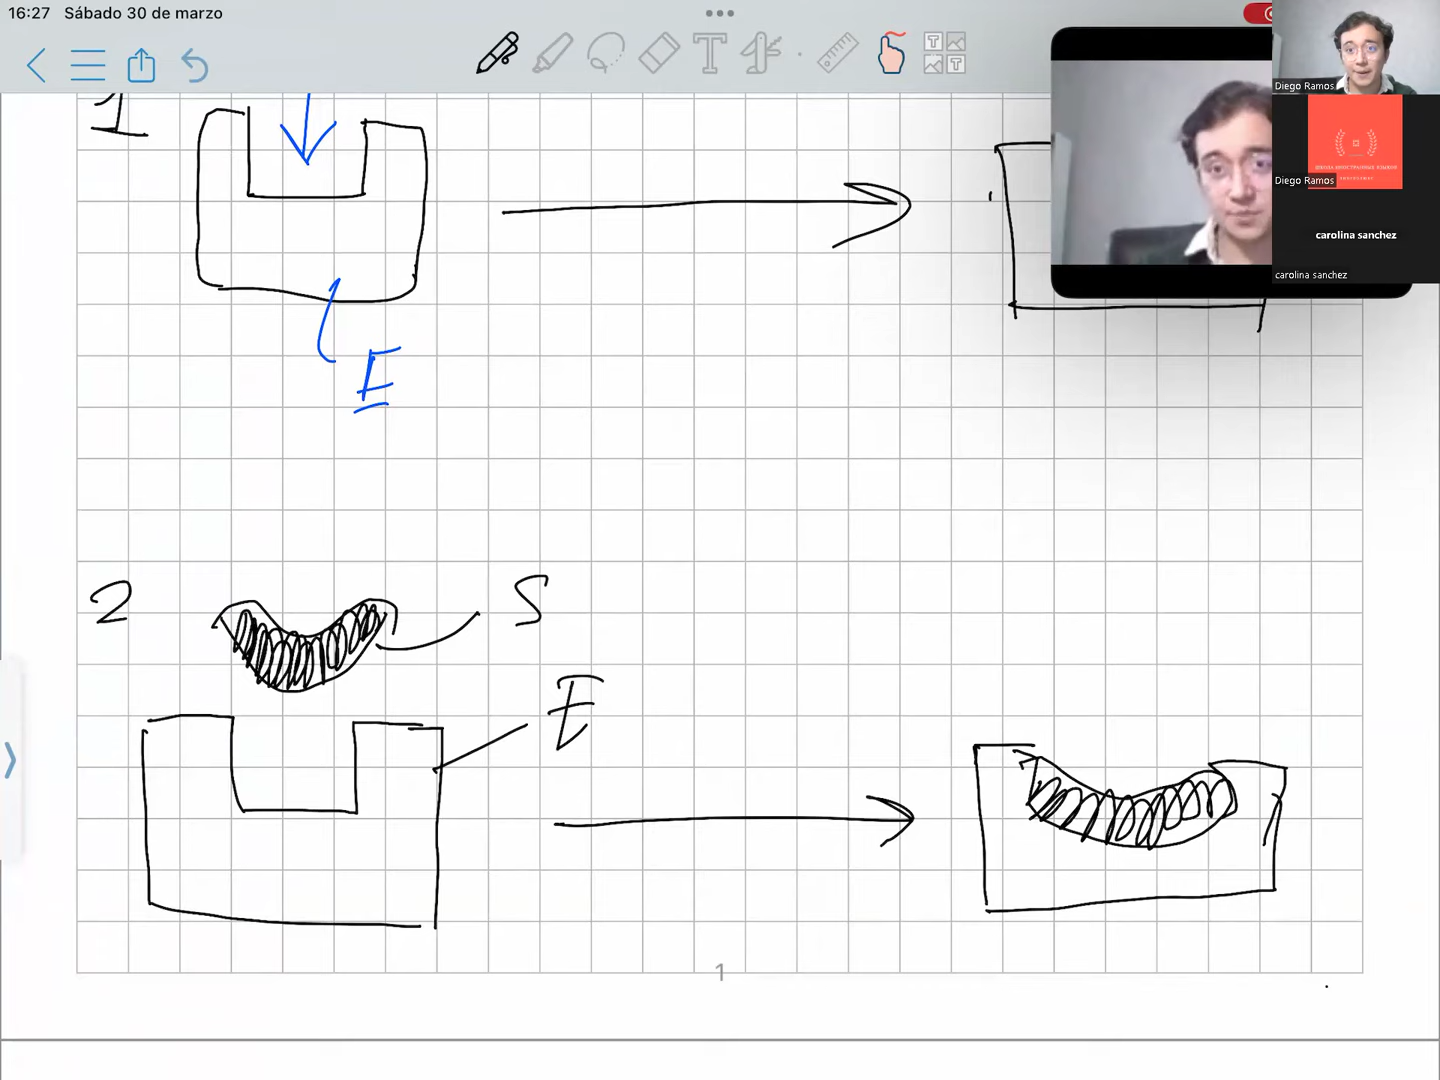 16:27 Sábado 30 de marzo
Diego Ramos
Diego Ramos
carolina sanchez
carolina sanchez
1
E
2
S
E
1